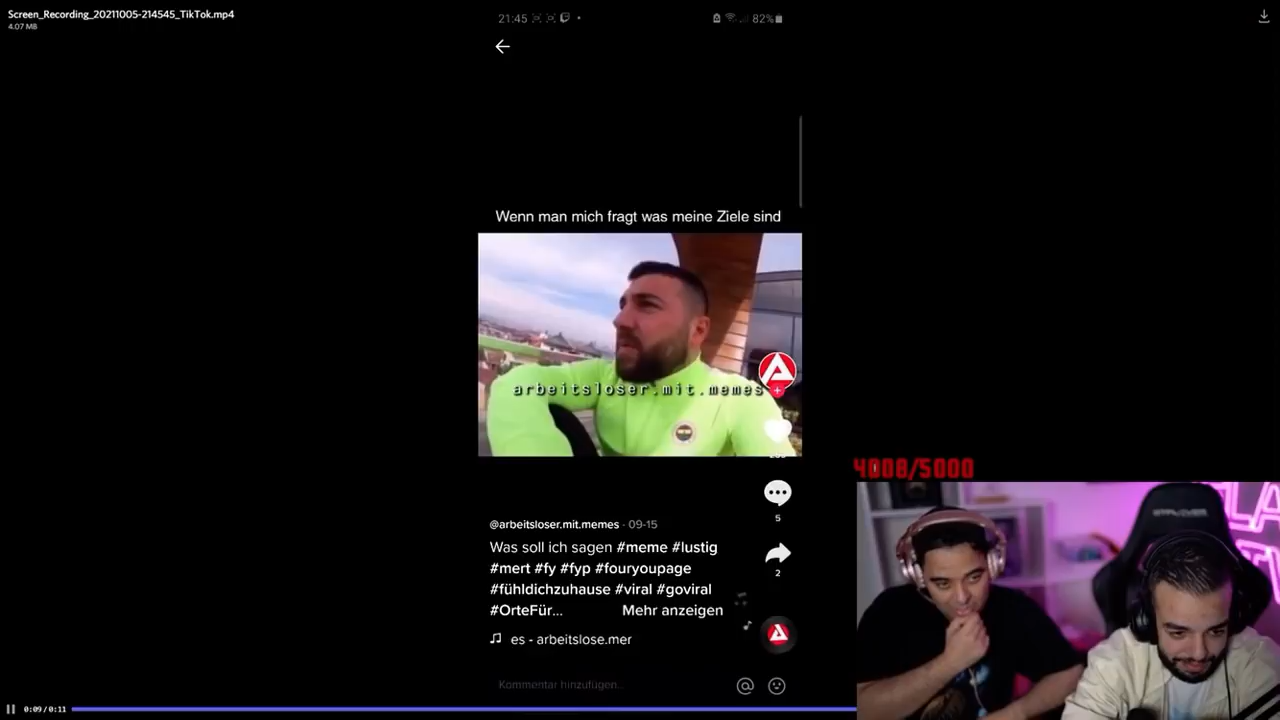 Screen_Recording_20211005-214545_TikTok.mp4
4.07 MB
21:45
82%
Wenn man mich fragt was meine Ziele sind
arbeitsloser.mit.memes
@arbeitsloser.mit.memes · 09-15
5
Was soll ich sagen #meme #lustig
#mert #fy #fyp #fouryoupage
#fühldichzuhause #viral #goviral
#OrteFür... Mehr anzeigen
2
es - arbeitslose.mer
Kommentar hinzufügen...
4008/5000
0:09 / 0:11